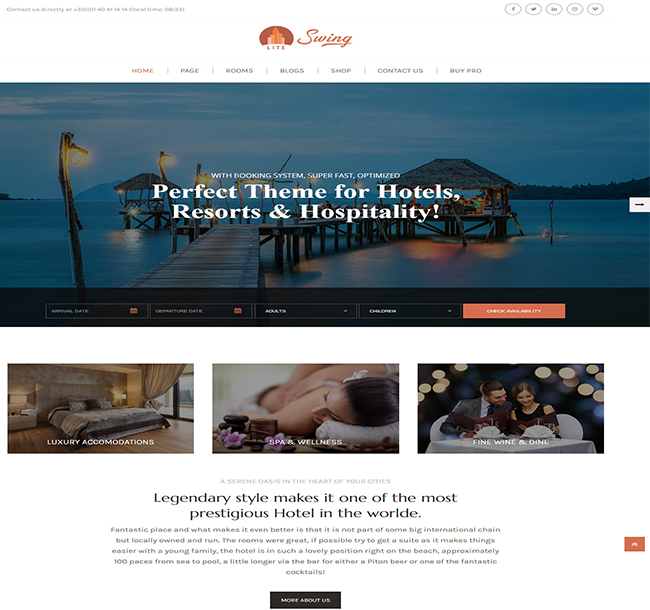 Contact us directly at +33(0)1 40 41 14 14 (local time: 08:33)
LITE Swing
HOME PAGE ROOMS BLOGS SHOP CONTACT US BUY PRO
WITH BOOKING SYSTEM, SUPER FAST, OPTIMIZED
Perfect Theme for Hotels,
Resorts & Hospitality!
ARRIVAL DATE DEPARTURE DATE ADULTS CHILDREN CHECK AVAILABILITY
LUXURY ACCOMODATIONS SPA & WELLNESS FINE WINE & DINE
A SERENE OASIS IN THE HEART OF YOUR CITIES
Legendary style makes it one of the most
prestigious Hotel in the worlde.
Fantastic place and what makes it even better is that it is not part of some big international chain
but locally owned and run. The rooms were great, if possible try to get a suite as it makes things
easier with a young family, the hotel is in such a lovely position right on the beach, approximately
100 paces from sea to pool, a little longer via the bar for either a Piton beer or one of the fantastic
cocktails!
MORE ABOUT US